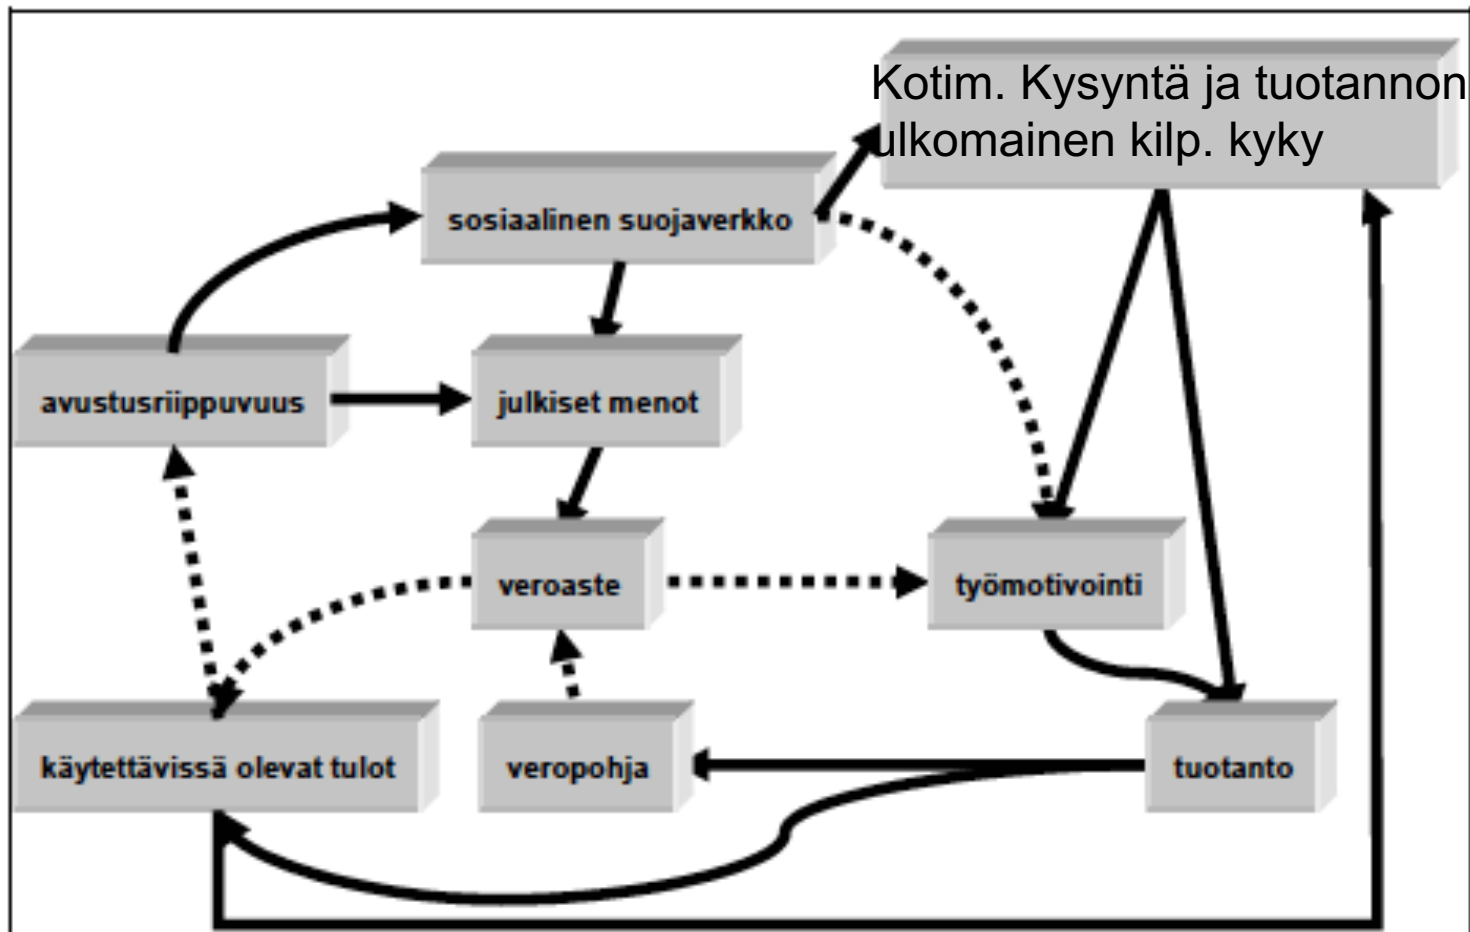 Kotim. Kysyntä ja tuotannon
ulkomainen kilp. kyky
sosiaalinen suojaverkko
avustusriippuvuus
julkiset menot
veroaste
työmotivointi
käytettävissä olevat tulot
veropohja
tuotanto